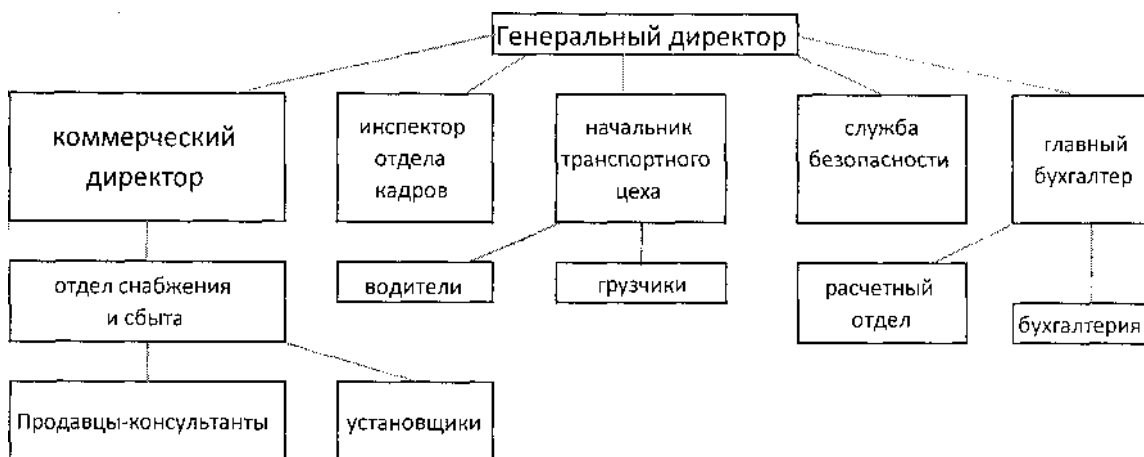 Генеральный директор
коммерческий
директор
инспектор
отдела
кадров
начальник
транспортного
цеха
служба
безопасности
главный
бухгалтер
отдел снабжения
и сбыта
водители
грузчики
расчетный
отдел
бухгалтерия
Продавцы-консультанты
установщики